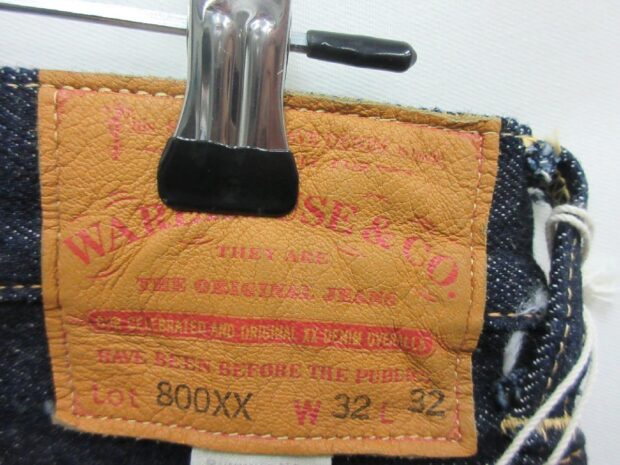 WAREHOUSE & CO.
THEY ARE
THE ORIGINAL JEANS
OUR CELEBRATED AND ORIGINAL XX-DENIM OVERALLS
HAVE BEEN BEFORE THE PUBLIC
Lot 800XX W 32 L 32